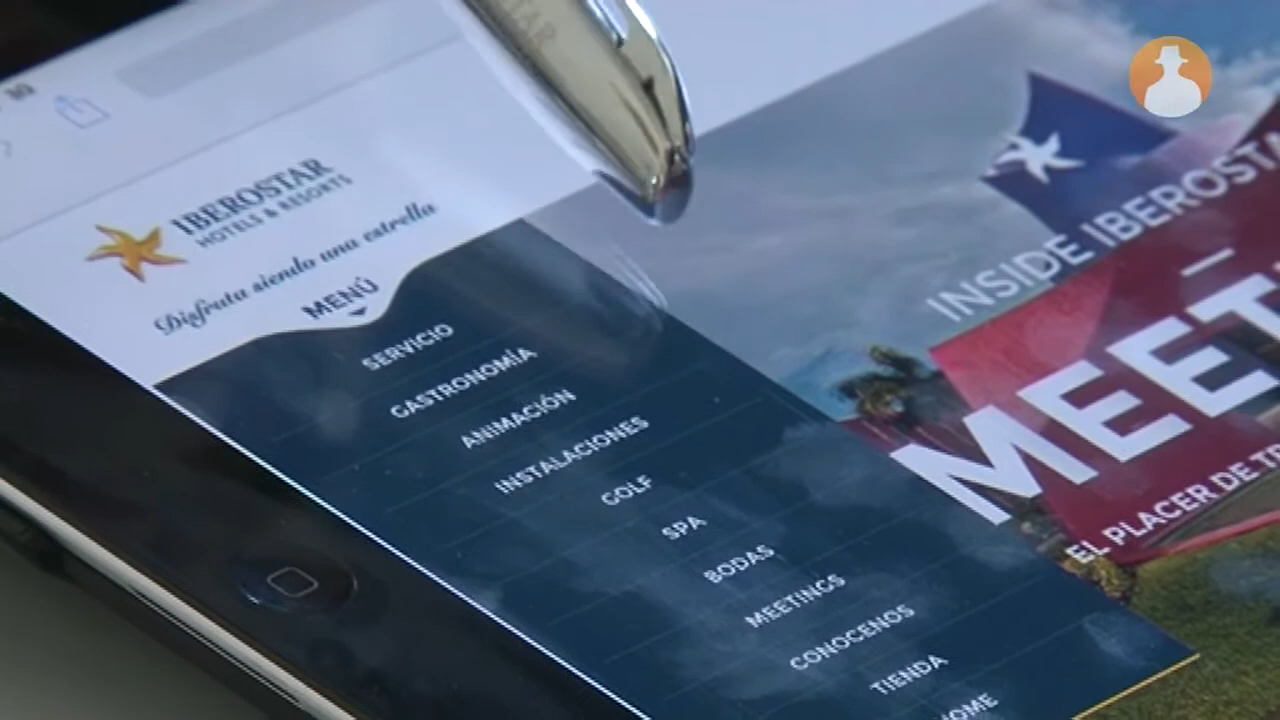 IBEROSTAR
HOTELS & RESORTS
Disfruta siendo una estrella
MENÚ
SERVICIO
GASTRONOMÍA
ANIMACIÓN
INSTALACIONES
GOLF
SPA
BODAS
MEETINGS
CONOCENOS
TIENDA
HOME
INSIDE IBEROSTA
MEET
EL PLACER DE